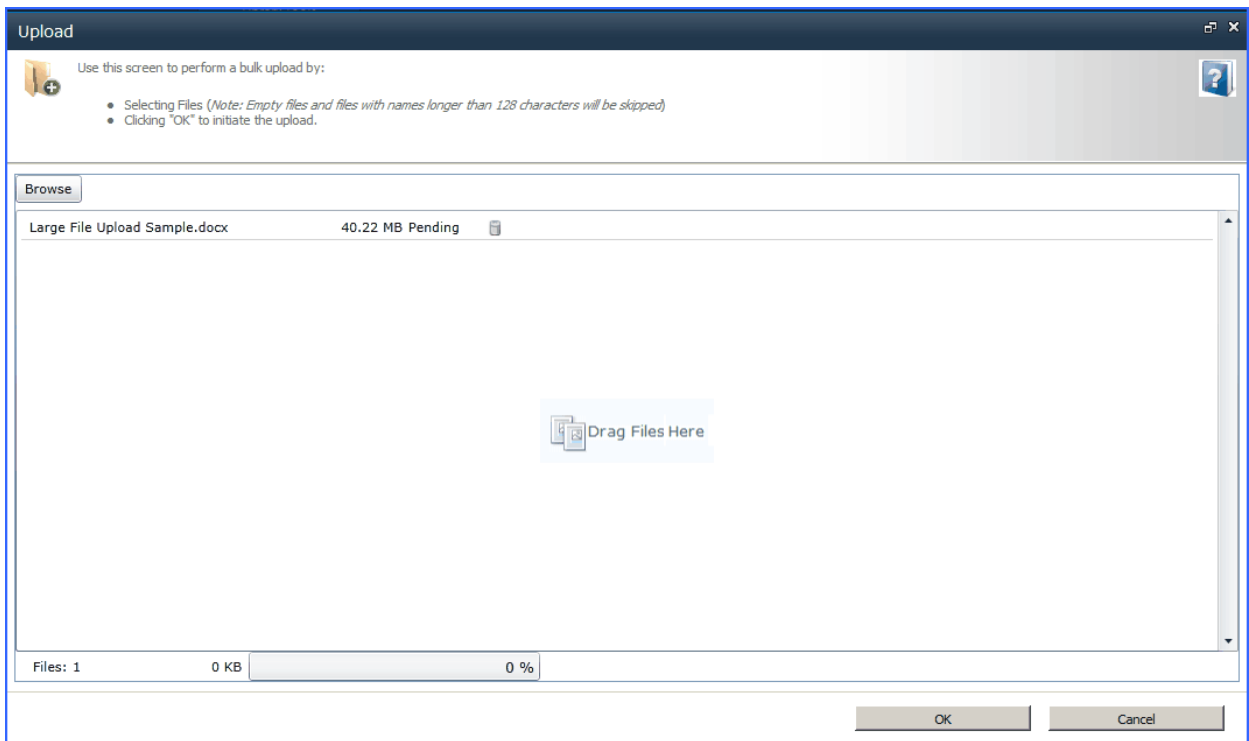 Upload
Use this screen to perform a bulk upload by:
● Selecting Files (Note: Empty files and files with names longer than 128 characters will be skipped)
● Clicking "OK" to initiate the upload.
Browse
Large File Upload Sample.docx 40.22 MB Pending
Drag Files Here
Files: 1 0 KB 0 %
OK Cancel